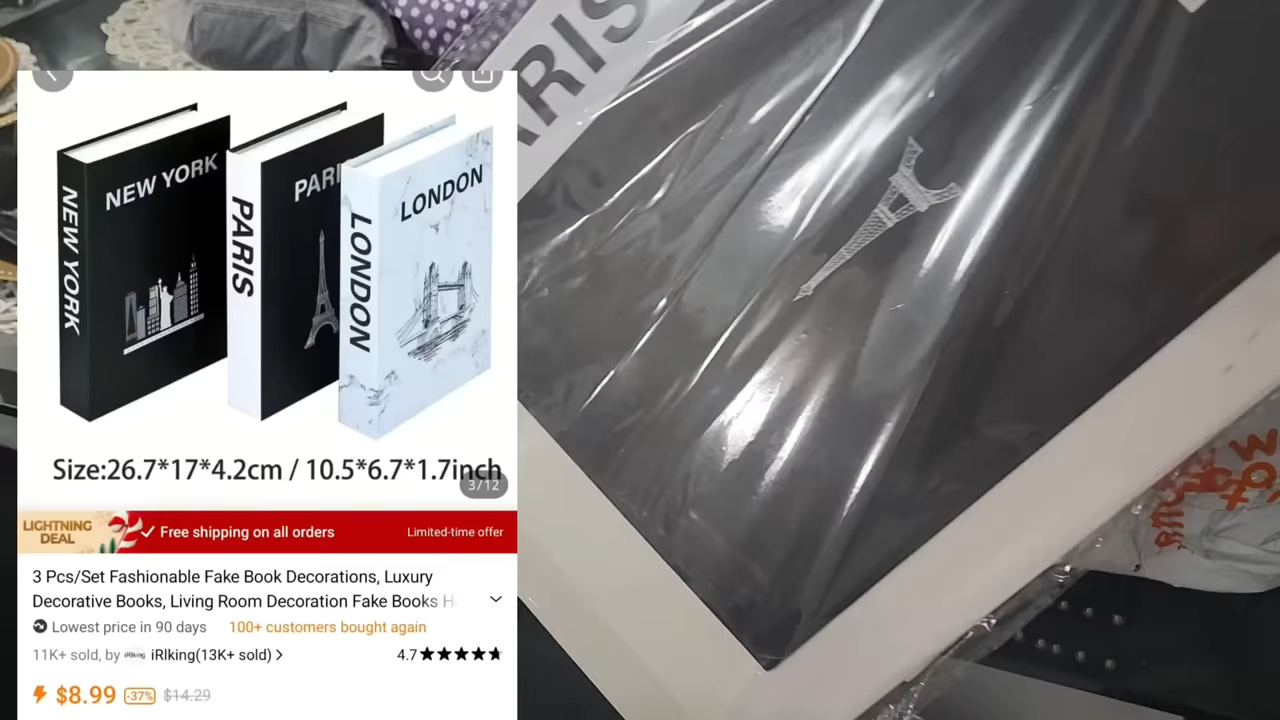 NEW YORK
NEW YORK
PARIS
PARI
LONDON
LONDON
Size:26.7*17*4.2cm / 10.5*6.7*1.7inch
3/12
LIGHTNING
DEAL
Free shipping on all orders
Limited-time offer
3 Pcs/Set Fashionable Fake Book Decorations, Luxury
Decorative Books, Living Room Decoration Fake Books H
Lowest price in 90 days 100+ customers bought again
11K+ sold, by iRlking iRlking(13K+ sold) >
4.7
$8.99 -37% $14.29
ARIS